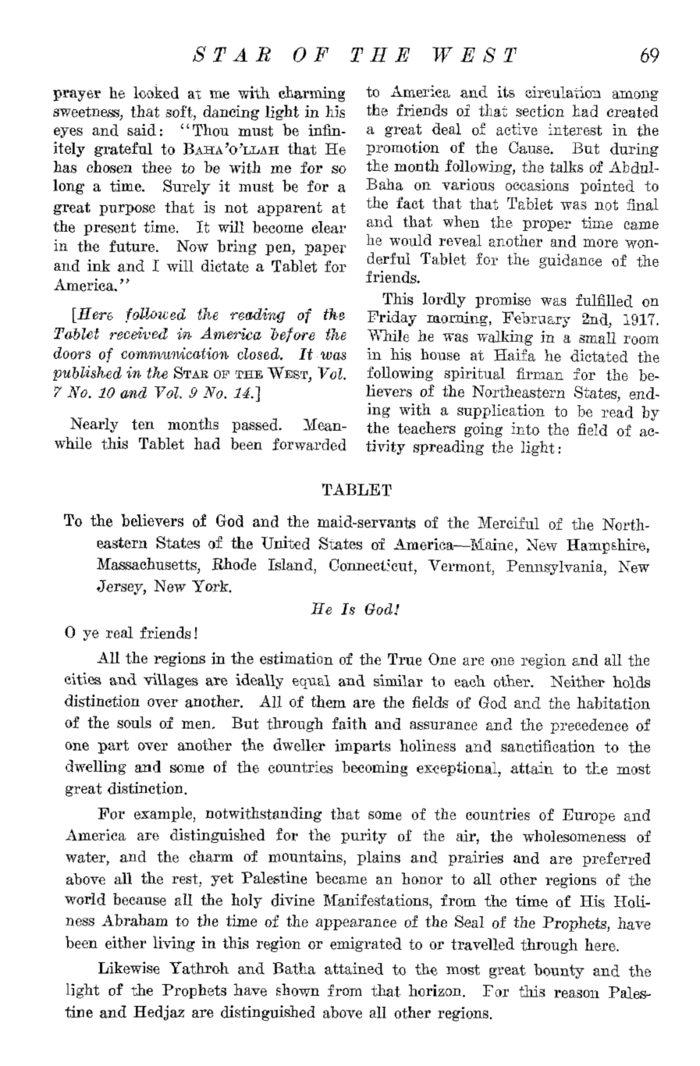 STAR OF THE WEST 69
prayer he looked at me with charming
sweetness, that soft, dancing light in his
eyes and said: “Thou must be infin-
itely grateful to BAHA’O’LLAH that He
has chosen thee to be with me for so
long a time. Surely it must be for a
great purpose that is not apparent at
the present time. It will become clear
in the future. Now bring pen, paper
and ink and I will dictate a Tablet for
America.”
[Here followed the reading of the
Tablet received in America before the
doors of communication closed. It was
published in the STAR OF THE WEST, Vol.
7 No. 10 and Vol. 9 No. 14.]
Nearly ten months passed. Mean-
while this Tablet had been forwarded
to America and its circulation among
the friends of that section had created
a great deal of active interest in the
promotion of the Cause. But during
the month following, the talks of Abdul-
Baha on various occasions pointed to
the fact that that Tablet was not final
and that when the proper time came
he would reveal another and more won-
derful Tablet for the guidance of the
friends.
This lordly promise was fulfilled on
Friday morning, February 2nd, 1917.
While he was walking in a small room
in his house at Haifa he dictated the
following spiritual firman for the be-
lievers of the Northeastern States, end-
ing with a supplication to be read by
the teachers going into the field of ac-
tivity spreading the light:
TABLET
To the believers of God and the maid-servants of the Merciful of the North-
eastern States of the United States of America—Maine, New Hampshire,
Massachusetts, Rhode Island, Connecticut, Vermont, Pennsylvania, New
Jersey, New York.
He Is God!
O ye real friends!
All the regions in the estimation of the True One are one region and all the
cities and villages are ideally equal and similar to each other. Neither holds
distinction over another. All of them are the fields of God and the habitation
of the souls of men. But through faith and assurance and the precedence of
one part over another the dweller imparts holiness and sanctification to the
dwelling and some of the countries becoming exceptional, attain to the most
great distinction.
For example, notwithstanding that some of the countries of Europe and
America are distinguished for the purity of the air, the wholesomeness of
water, and the charm of mountains, plains and prairies and are preferred
above all the rest, yet Palestine became an honor to all other regions of the
world because all the holy divine Manifestations, from the time of His Holi-
ness Abraham to the time of the appearance of the Seal of the Prophets, have
been either living in this region or emigrated to or travelled through here.
Likewise Yathroh and Batha attained to the most great bounty and the
light of the Prophets have shown from that horizon. For this reason Pales-
tine and Hedjaz are distinguished above all other regions.